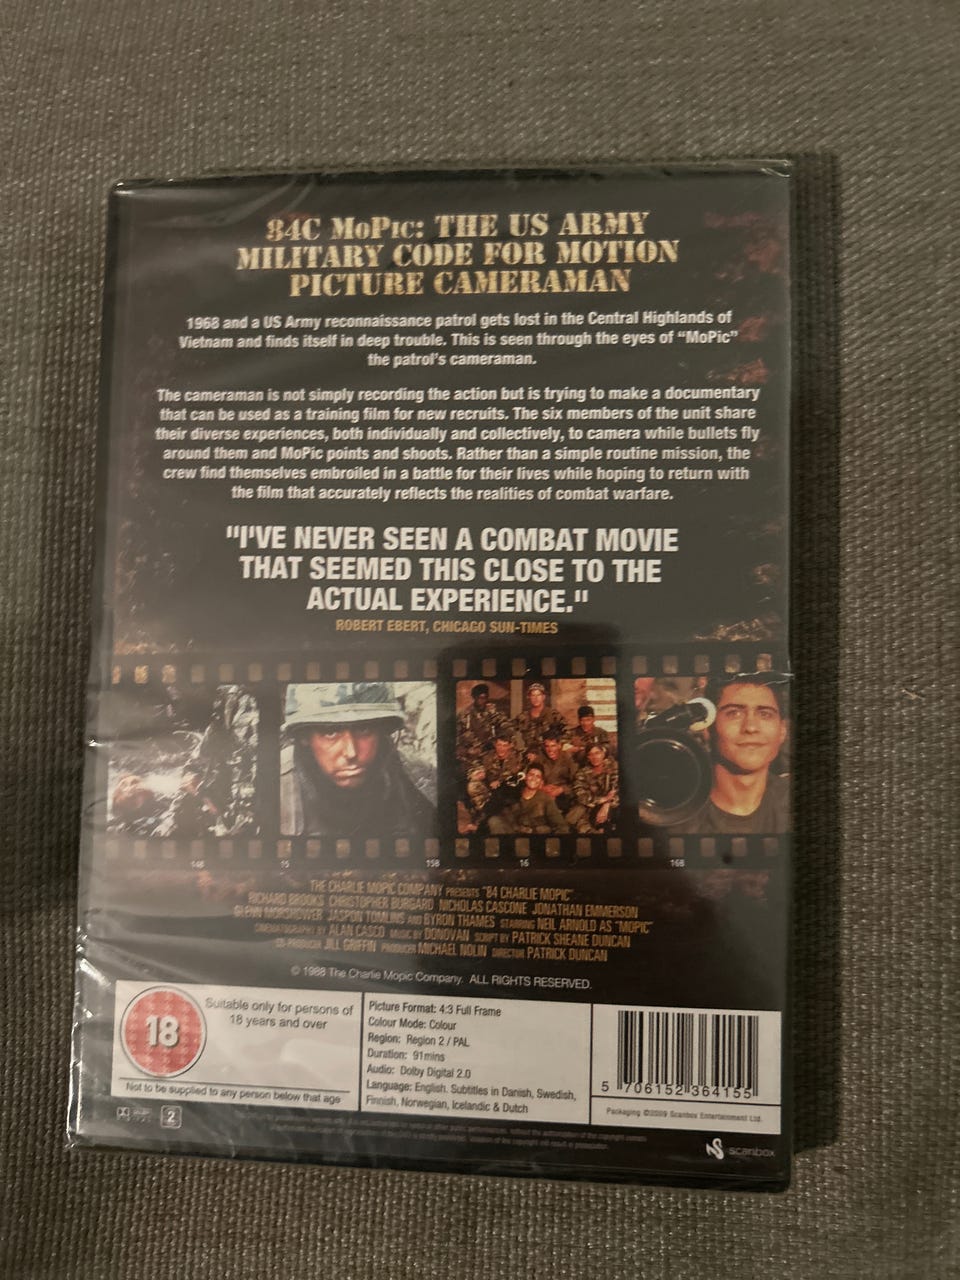 84C MoPic: THE US ARMY
MILITARY CODE FOR MOTION
PICTURE CAMERAMAN
1968 and a US Army reconnaissance patrol gets lost in the Central Highlands of
Vietnam and finds itself in deep trouble. This is seen through the eyes of "MoPic"
the patrol's cameraman.
The cameraman is not simply recording the action but is trying to make a documentary
that can be used as a training film for new recruits. The six members of the unit share
their diverse experiences, both individually and collectively, to camera while bullets fly
around them and MoPic points and shoots. Rather than a simple routine mission, the
crew find themselves embroiled in a battle for their lives while hoping to return with
the film that accurately reflects the realities of combat warfare.
"I'VE NEVER SEEN A COMBAT MOVIE
THAT SEEMED THIS CLOSE TO THE
ACTUAL EXPERIENCE."
ROBERT EBERT, CHICAGO SUN-TIMES
15 15B 16 16B
THE CHARLIE MOPIC COMPANY PRESENTS "84 CHARLIE MOPIC"
RICHARD BROOKS CHRISTOPHER BURGARD NICHOLAS CASCONE JONATHAN EMMERSON
GLENN MORSHOWER JASPON TOMLINS AND BYRON THAMES STARRING NEIL ARNOLD AS "MOPIC"
CINEMATOGRAPHY BY ALAN CASCO MUSIC BY DONOVAN SCRIPT BY PATRICK SHEANE DUNCAN
CO-PRODUCER JILL GRIFFIN PRODUCER MICHAEL NOLIN DIRECTOR PATRICK DUNCAN
© 1988 The Charlie Mopic Company. ALL RIGHTS RESERVED.
18
Suitable only for persons of
18 years and over
Not to be supplied to any person below that age
Picture Format: 4:3 Full Frame
Colour Mode: Colour
Region: Region 2 / PAL
Duration: 91mins
Audio: Dolby Digital 2.0
Language: English. Subtitles in Danish, Swedish,
Finnish, Norwegian, Icelandic & Dutch
5 706152 364155
Packaging ©2009 Scanbox Entertainment Ltd.
2
scanbox